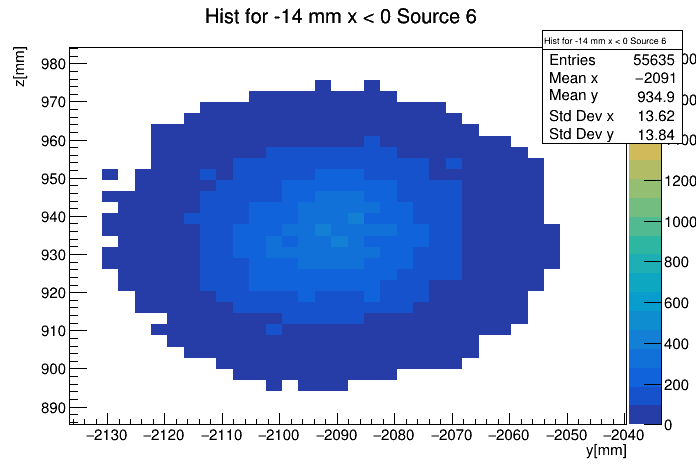 Hist for -14 mm x < 0 Source 6
Hist for -14 mm x < 0 Source 6
Entries 55635
Mean x −2091
Mean y 934.9
Std Dev x 13.62
Std Dev y 13.84
z[mm]
980
970
960
950
940
930
920
910
900
890
−2130 −2120 −2110 −2100 −2090 −2080 −2070 −2060 −2050 −2040
y[mm]
1200
1000
800
600
400
200
0